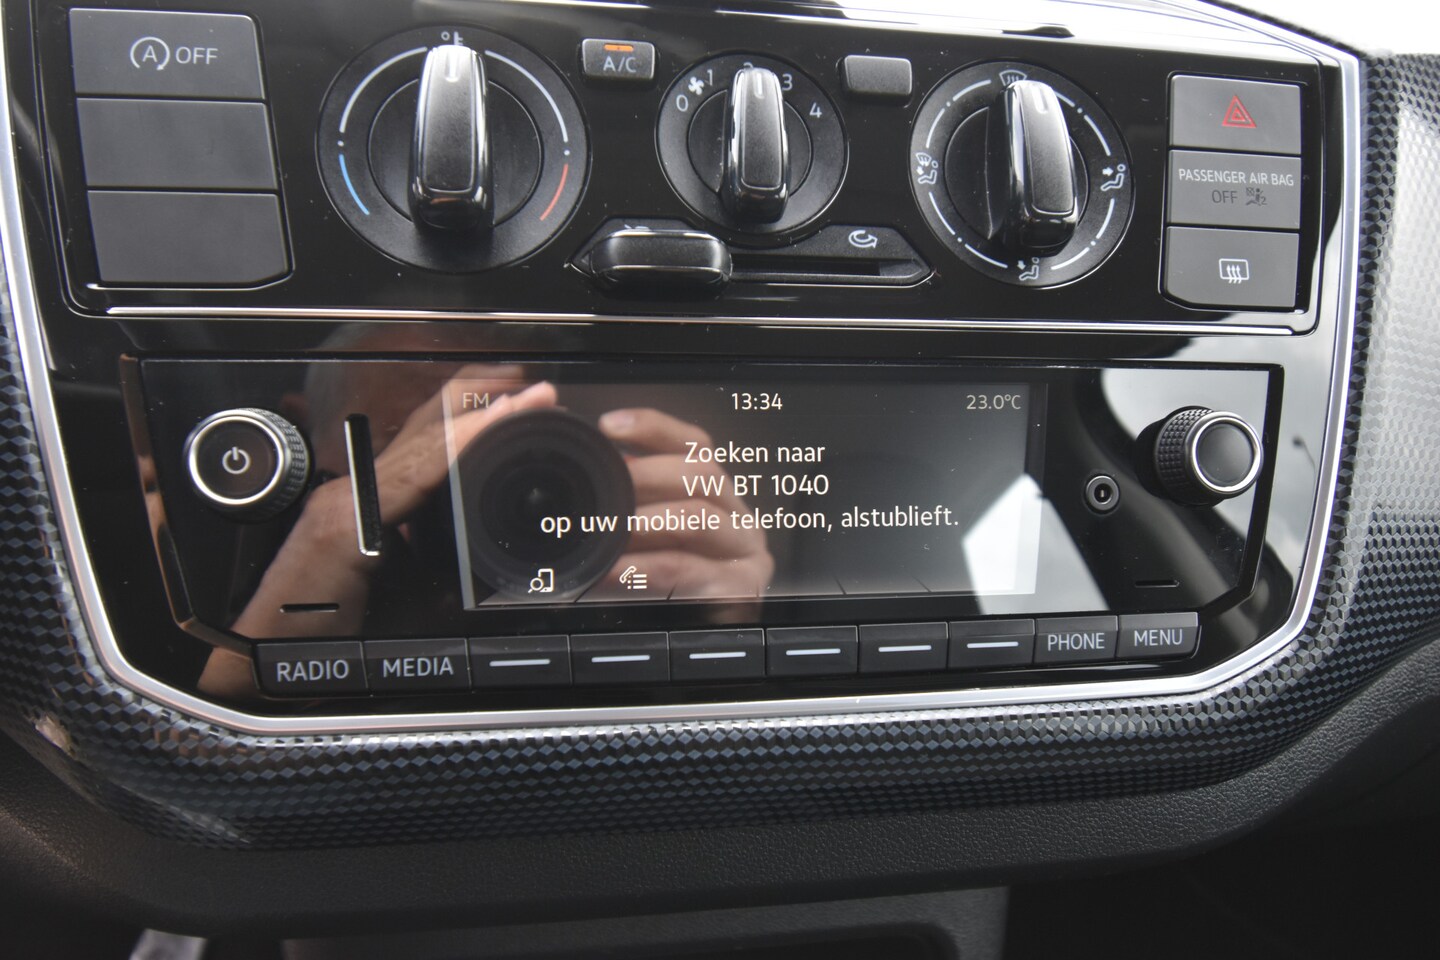 A OFF
A/C
0 1 2 3 4
PASSENGER AIR BAG
OFF
FM 13:34 23.0°C
Zoeken naar
VW BT 1040
op uw mobiele telefoon, alstublieft.
RADIO MEDIA PHONE MENU